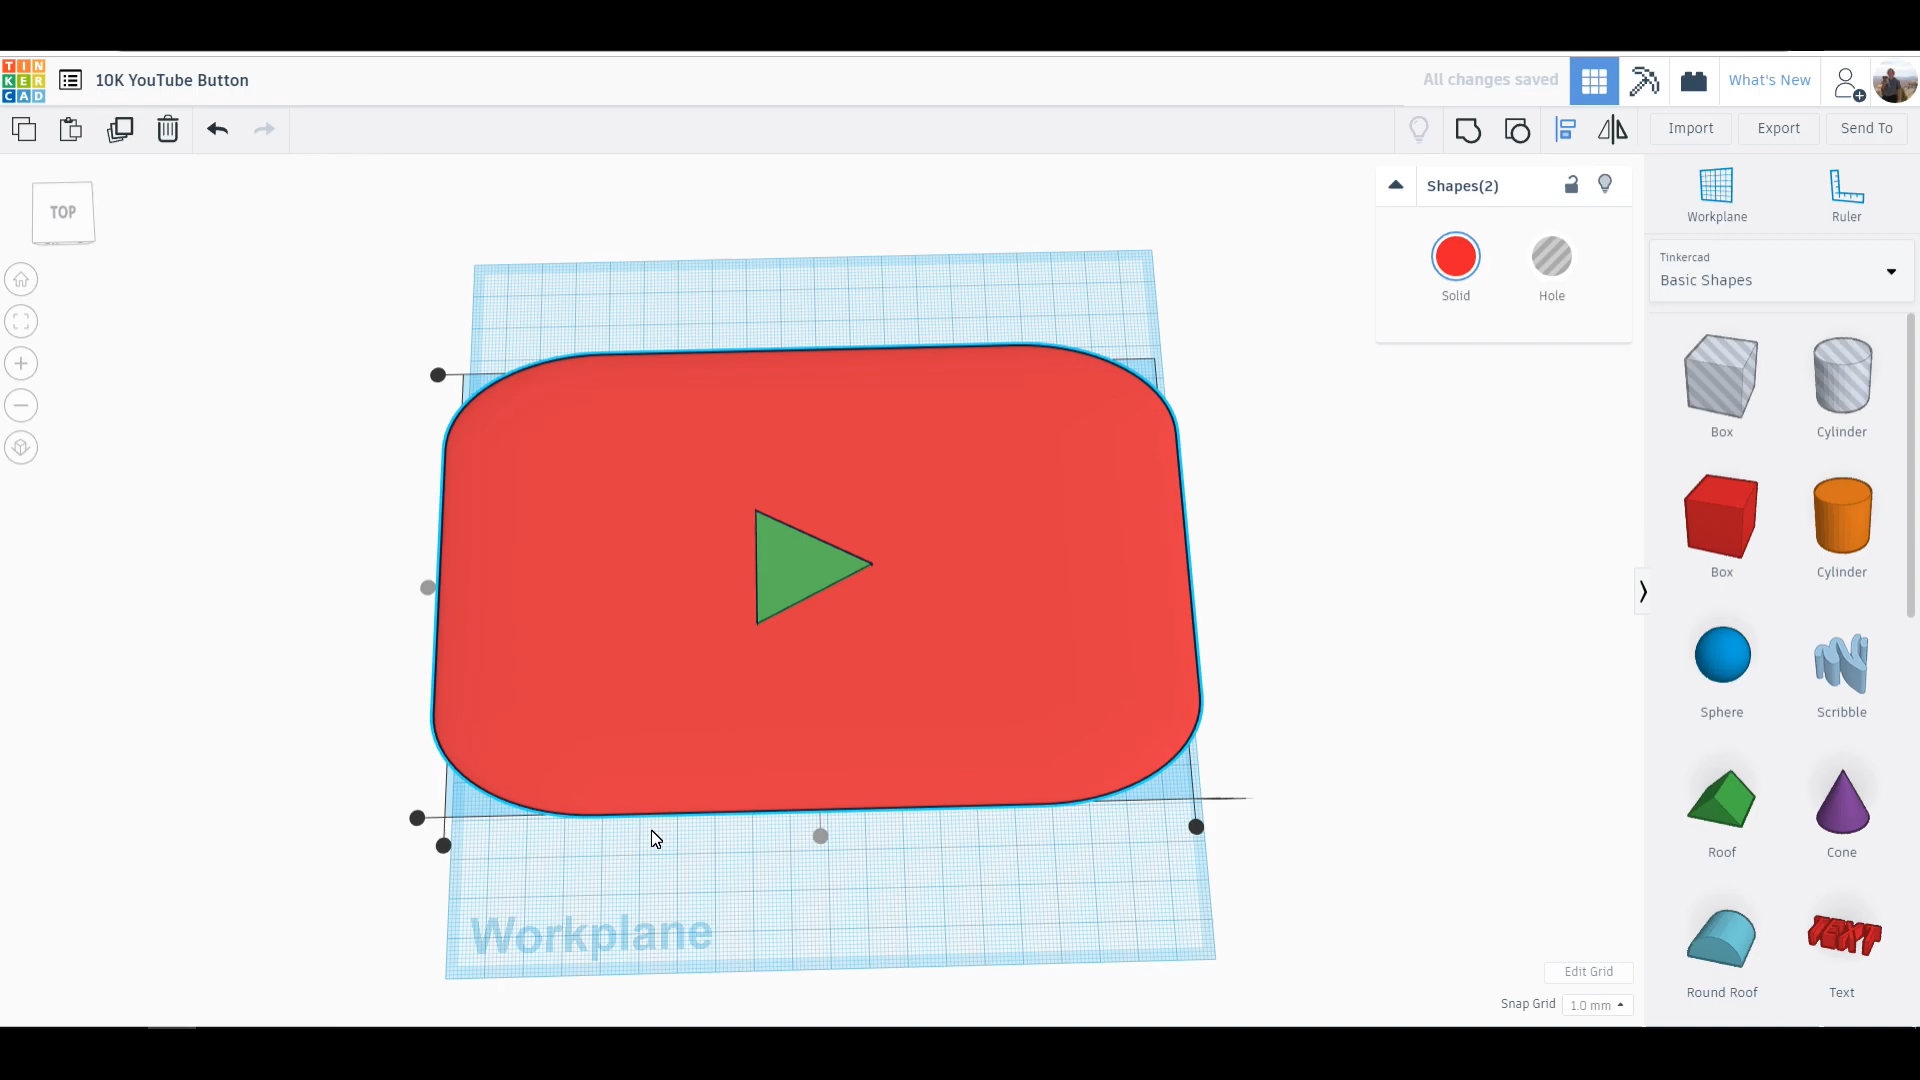 TIN
KER
CAD
10K YouTube Button
All changes saved
What's New
Import
Export
Send To
TOP
Shapes(2)
Solid
Hole
Workplane
Ruler
Tinkercad
Basic Shapes
Box
Cylinder
Box
Cylinder
Sphere
Scribble
Roof
Cone
TEXT
Round Roof
Text
Workplane
Edit Grid
Snap Grid
1.0 mm